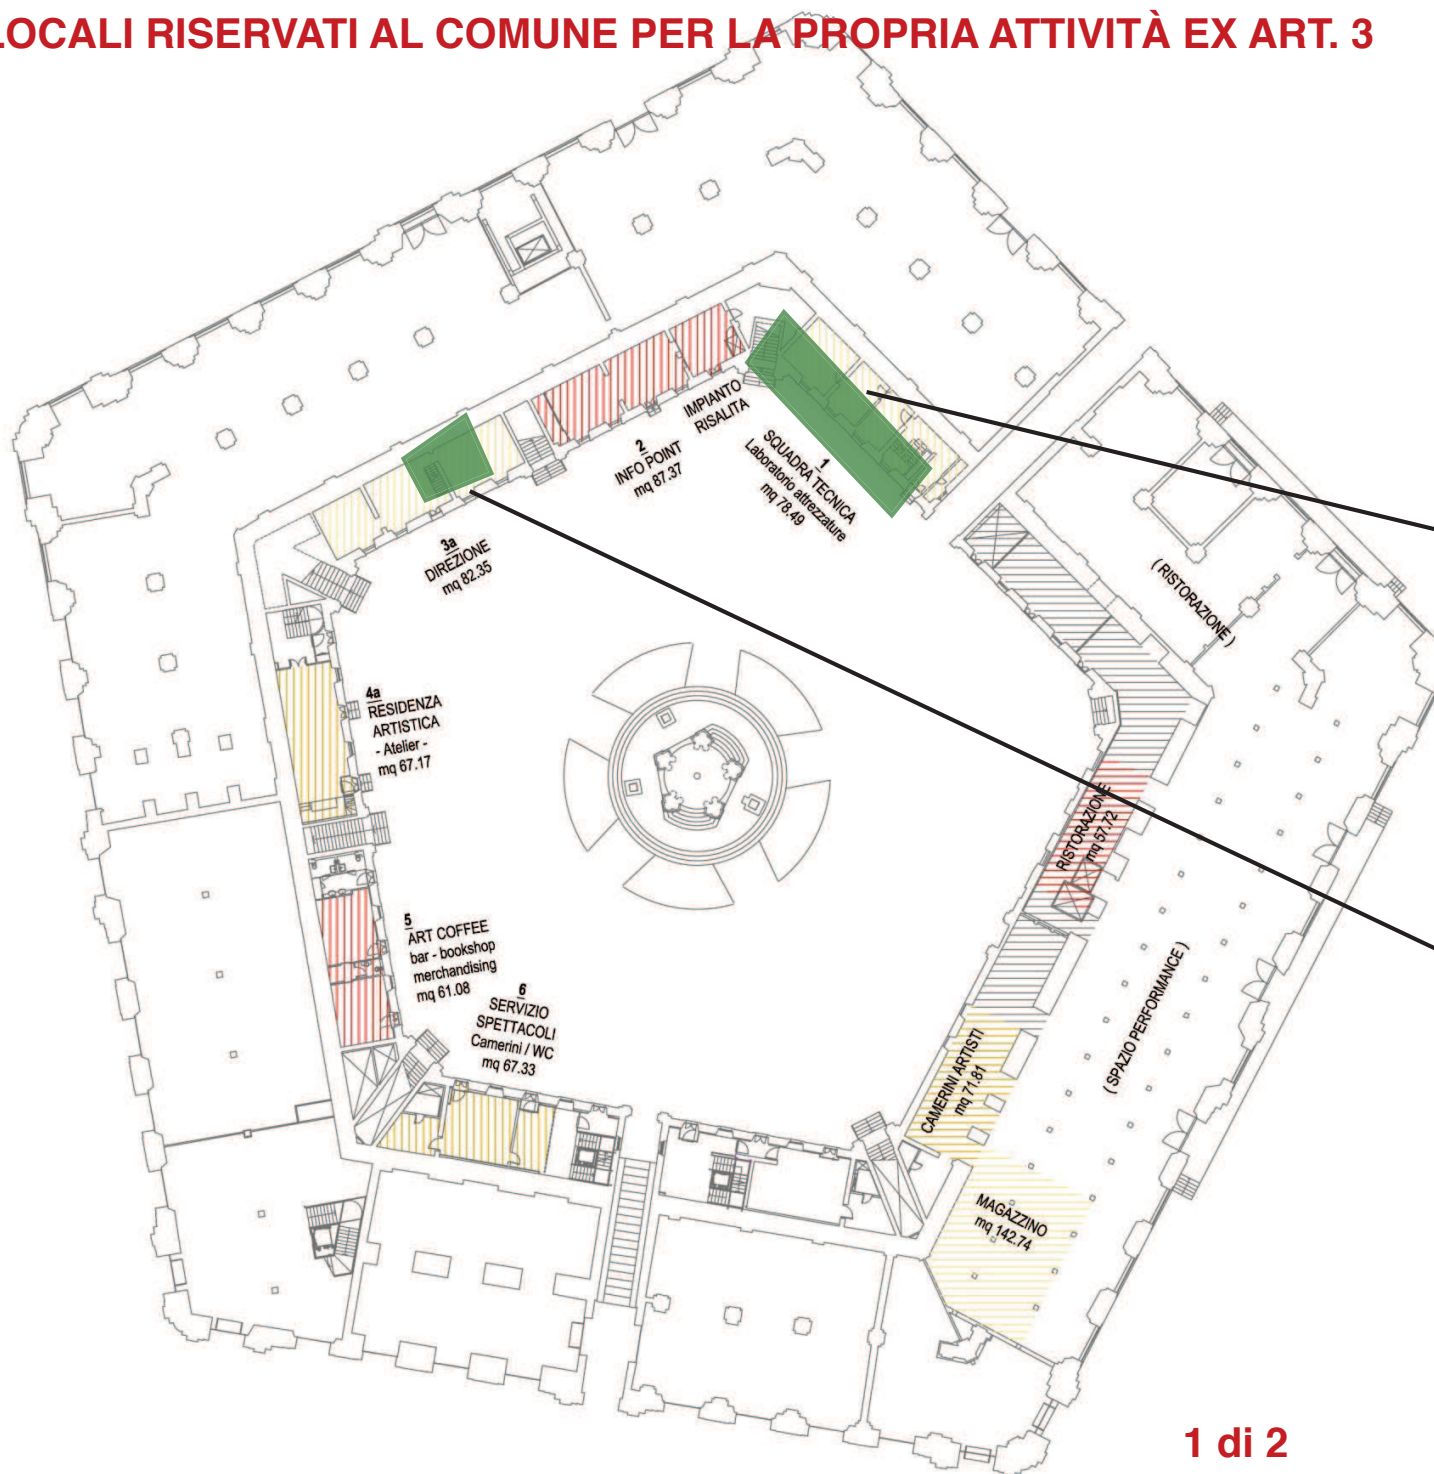 LOCALI RISERVATI AL COMUNE PER LA PROPRIA ATTIVITÀ EX ART. 3
IMPIANTO
RISALITA
2
INFO POINT
mq 87.37
1
SQUADRA TECNICA
Laboratorio attrezzature
mq 78.49
3a
DIREZIONE
mq 82.35
( RISTORAZIONE )
4a
RESIDENZA
ARTISTICA
- Atelier -
mq 67.17
RISTORAZIONE
mq 57.72
5
ART COFFEE
bar - bookshop
merchandising
mq 61.08
6
SERVIZIO
SPETTACOLI
Camerini / WC
mq 67.33
( SPAZIO PERFORMANCE )
CAMERINI ARTISTI
mq 71.81
MAGAZZINO
mq 142.74
1 di 2